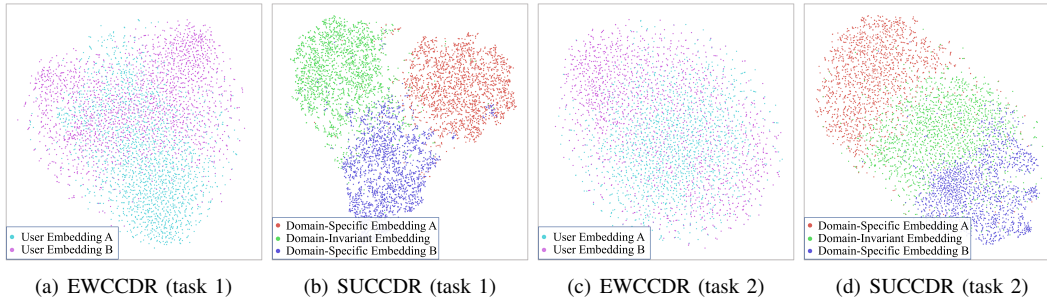 User Embedding A
User Embedding B
Domain-Specific Embedding A
Domain-Invariant Embedding
Domain-Specific Embedding B
User Embedding A
User Embedding B
Domain-Specific Embedding A
Domain-Invariant Embedding
Domain-Specific Embedding B
(a) EWCCDR (task 1)
(b) SUCCDR (task 1)
(c) EWCCDR (task 2)
(d) SUCCDR (task 2)